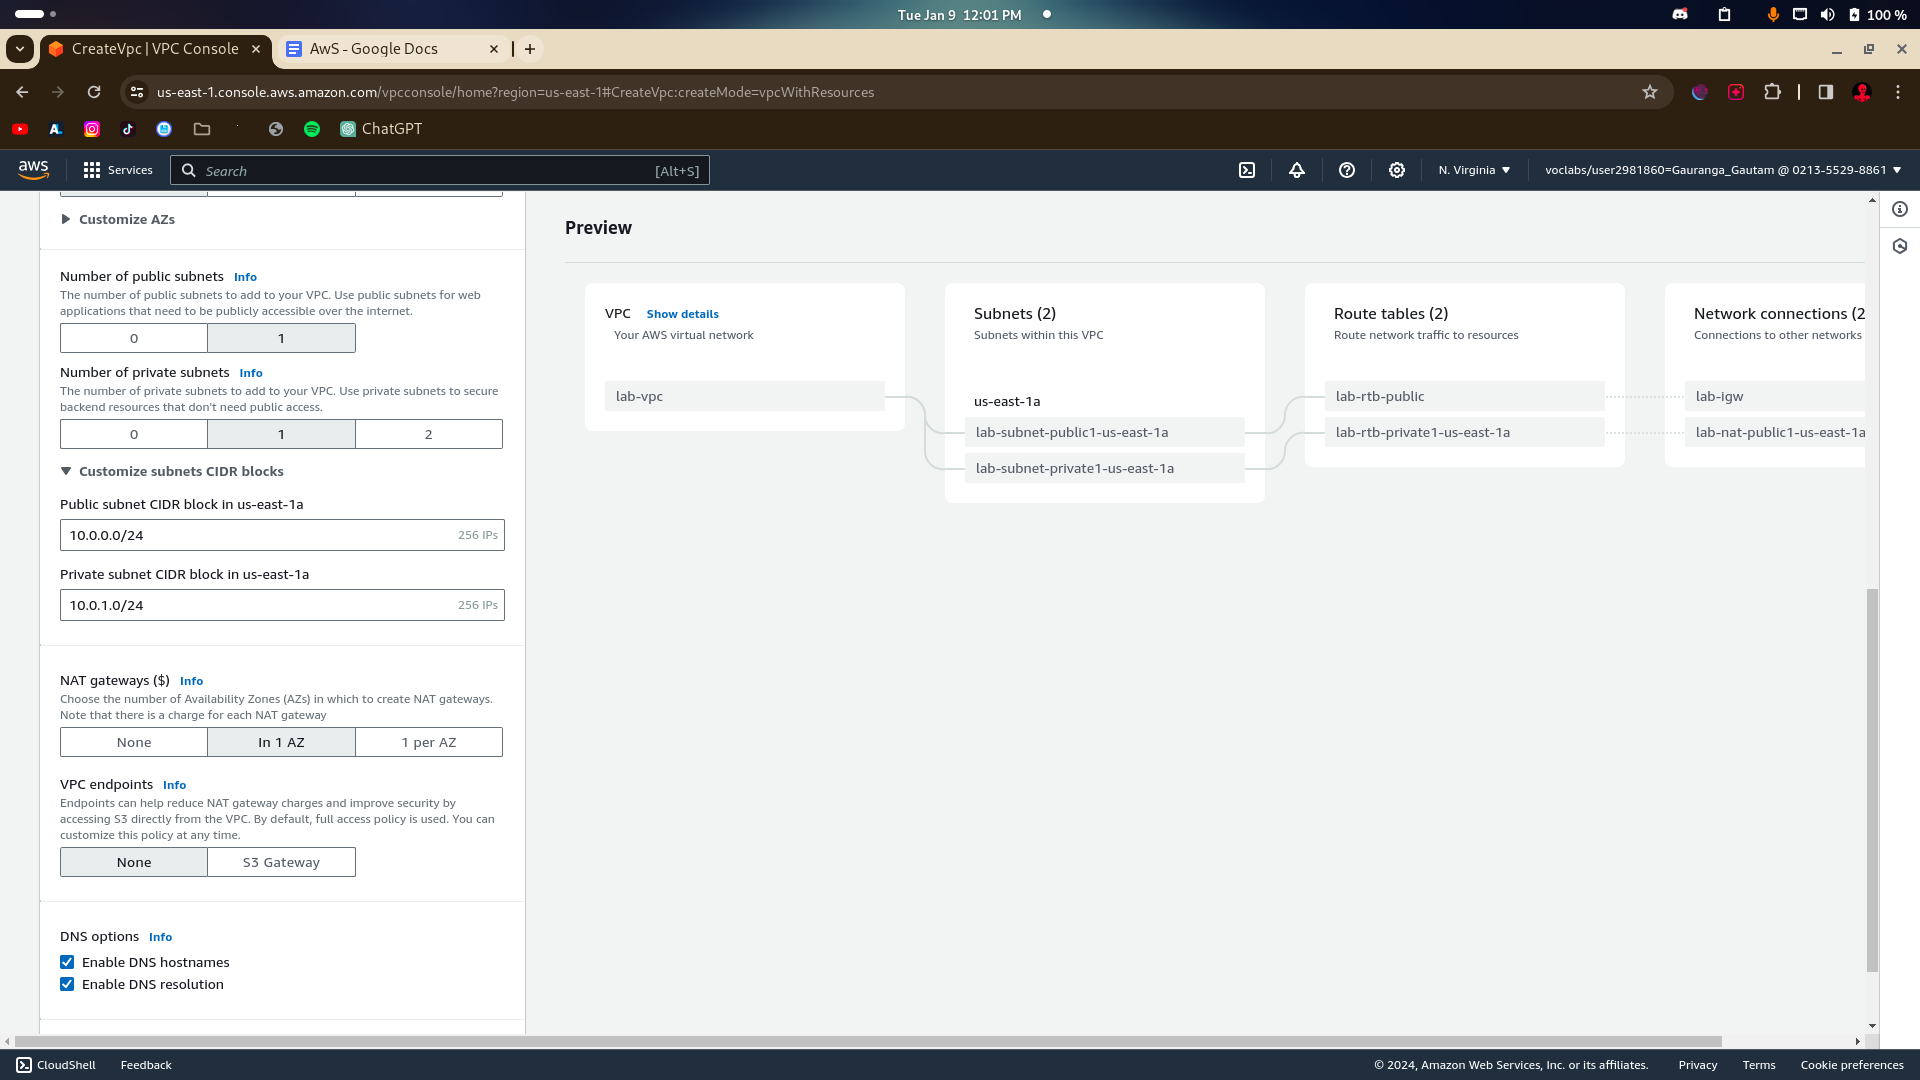 Tue Jan 9 12:01 PM
100 %
CreateVpc | VPC Console
AwS - Google Docs
us-east-1.console.aws.amazon.com/vpcconsole/home?region=us-east-1#CreateVpc:createMode=vpcWithResources
ChatGPT
aws
Services
Search
[Alt+S]
N. Virginia
voclabs/user2981860=Gauranga_Gautam @ 0213-5529-8861
Customize AZs
Number of public subnets Info
The number of public subnets to add to your VPC. Use public subnets for web
applications that need to be publicly accessible over the internet.
0 1
Number of private subnets Info
The number of private subnets to add to your VPC. Use private subnets to secure
backend resources that don't need public access.
0 1 2
Customize subnets CIDR blocks
Public subnet CIDR block in us-east-1a
10.0.0.0/24 256 IPs
Private subnet CIDR block in us-east-1a
10.0.1.0/24 256 IPs
NAT gateways ($) Info
Choose the number of Availability Zones (AZs) in which to create NAT gateways.
Note that there is a charge for each NAT gateway
None In 1 AZ 1 per AZ
VPC endpoints Info
Endpoints can help reduce NAT gateway charges and improve security by
accessing S3 directly from the VPC. By default, full access policy is used. You can
customize this policy at any time.
None S3 Gateway
DNS options Info
Enable DNS hostnames
Enable DNS resolution
Preview
VPC Show details
Your AWS virtual network
lab-vpc
Subnets (2)
Subnets within this VPC
us-east-1a
lab-subnet-public1-us-east-1a
lab-subnet-private1-us-east-1a
Route tables (2)
Route network traffic to resources
lab-rtb-public
lab-rtb-private1-us-east-1a
Network connections (2
Connections to other networks
lab-igw
lab-nat-public1-us-east-1a
CloudShell
Feedback
© 2024, Amazon Web Services, Inc. or its affiliates.
Privacy
Terms
Cookie preferences